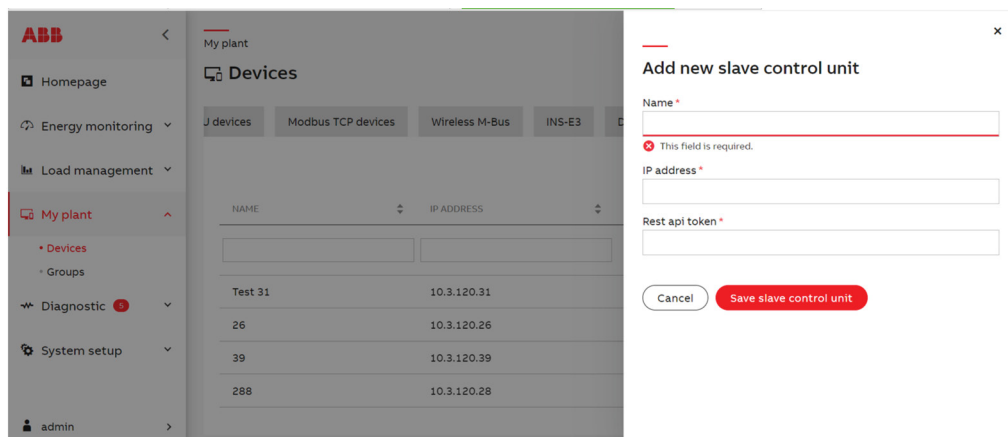 ABB
Homepage
Energy monitoring
Load management
My plant
• Devices
Groups
Diagnostic 5
System setup
admin
My plant
Devices
U devices Modbus TCP devices Wireless M-Bus INS-E3 D
NAME IP ADDRESS
Test 31 10.3.120.31
26 10.3.120.26
39 10.3.120.39
288 10.3.120.28
Add new slave control unit
Name *
This field is required.
IP address *
Rest api token *
Cancel Save slave control unit